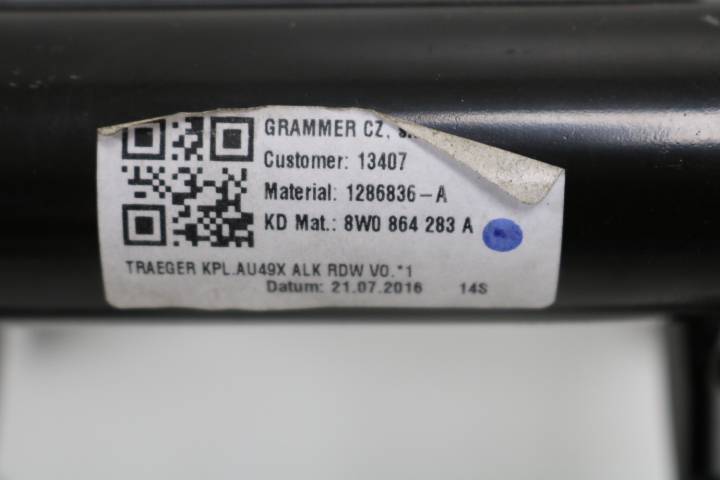 GRAMMER CZ, s.
Customer: 13407
Material: 1286836-A
KD Mat.: 8W0 864 283 A
TRAEGER KPL.AU49X ALK RDW VO.*1
Datum: 21.07.2016 14S